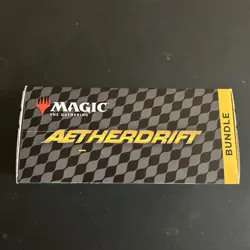 MAGIC
THE GATHERING
AETHERDRIFT
BUNDLE